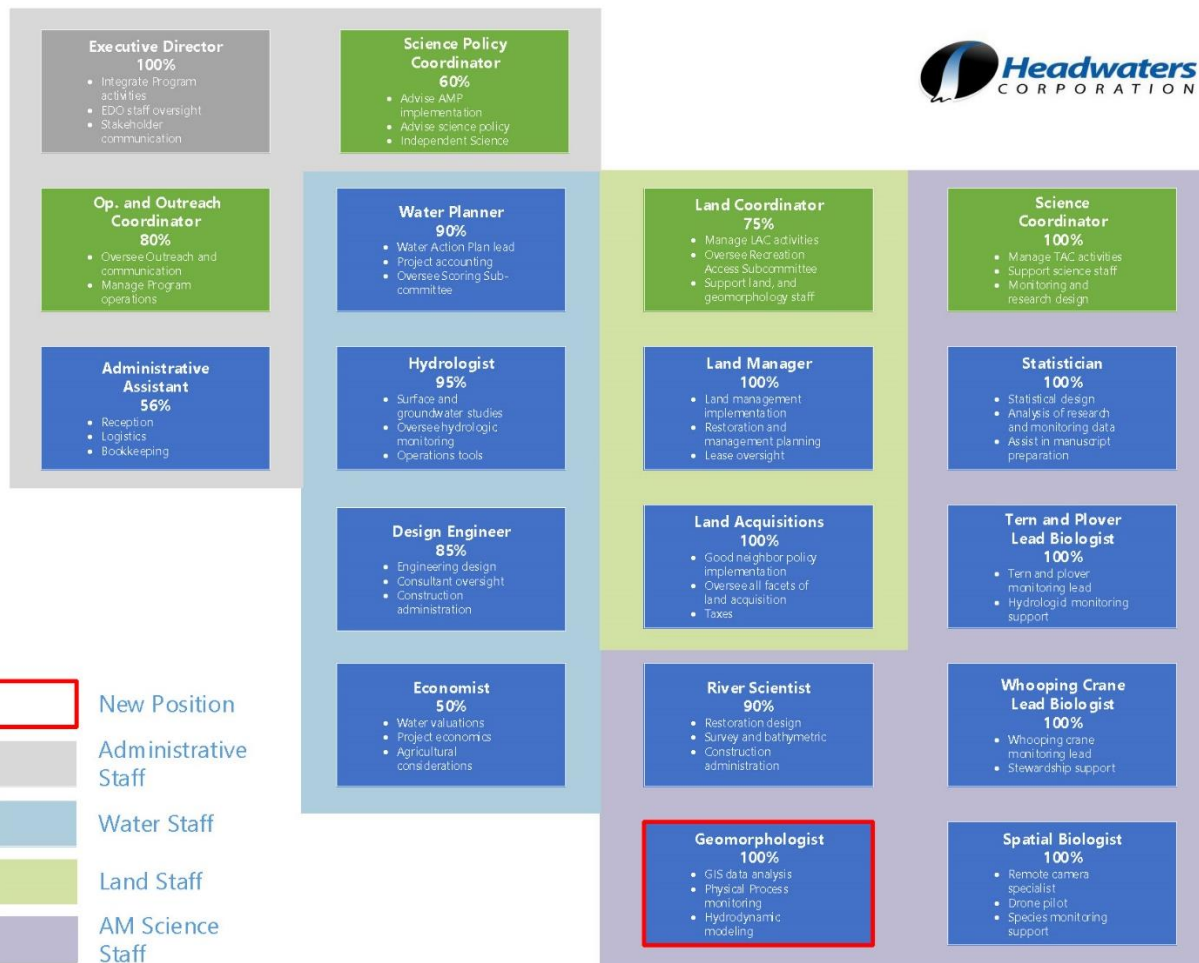 Executive Director
100%
• Integrate Program
activities
• EDO staff oversight
• Stakeholder
communication
Science Policy
Coordinator
60%
• Advise AMP
implementation
• Advise science policy
• Independent Science
Headwaters
CORPORATION
Op. and Outreach
Coordinator
80%
• Oversee Outreach and
communication
• Manage Program
operations
Water Planner
90%
• Water Action Plan lead
• Project accounting
• Oversee Scoring Sub-
committee
Land Coordinator
75%
• Manage LAC activities
• Oversee Recreation
Access Subcommittee
• Support land, and
geomorphology staff
Science
Coordinator
100%
• Manage TAC activities
• Support science staff
• Monitoring and
research design
Administrative
Assistant
56%
• Reception
• Logistics
• Bookkeeping
Hydrologist
95%
• Surface and
groundwater studies
• Oversee hydrologic
monitoring
• Operations tools
Land Manager
100%
• Land management
implementation
• Restoration and
management planning
• Lease oversight
Statistician
100%
• Statistical design
• Analysis of research
and monitoring data
• Assist in manuscript
preparation
Design Engineer
85%
• Engineering design
• Consultant oversight
• Construction
administration
Land Acquisitions
100%
• Good neighbor policy
implementation
• Oversee all facets of
land acquisition
• Taxes
Tern and Plover
Lead Biologist
100%
• Tern and plover
monitoring lead
• Hydrologid monitoring
support
Economist
50%
• Water valuations
• Project economics
• Agricultural
considerations
River Scientist
90%
• Restoration design
• Survey and bathymetric
• Construction
administration
Whooping Crane
Lead Biologist
100%
• Whooping crane
monitoring lead
• Stewardship support
Geomorphologist
100%
• GIS data analysis
• Physical Process
monitoring
• Hydrodynamic
modeling
Spatial Biologist
100%
• Remote camera
specialist
• Drone pilot
• Species monitoring
support
New Position
Administrative
Staff
Water Staff
Land Staff
AM Science
Staff